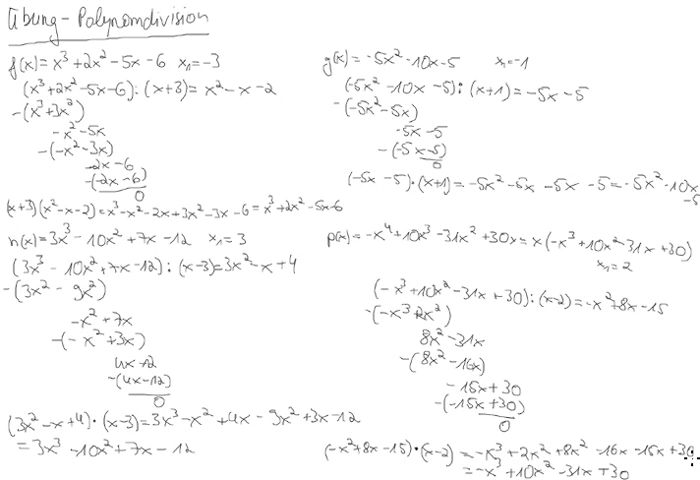 Übung - Polynomdivision
f(x) = x³ + 2x² - 5x - 6   x₁ = -3
(x³ + 2x² - 5x - 6) : (x + 3) = x² - x - 2
-(x³ + 3x²)
-x² - 5x
-(-x² - 3x)
-2x - 6
-(-2x - 6)
0
(x+3)(x² - x - 2) = x³ - x² - 2x + 3x² - 3x - 6 = x³ + 2x² - 5x - 6
h(x) = 3x³ - 10x² + 7x - 12   x₁ = 3
(3x³ - 10x² + 7x - 12) : (x - 3) = 3x² - x + 4
-(3x² - 9x²)
-x² + 7x
-(-x² + 3x)
4x - 12
-(4x - 12)
0
(3x² - x + 4) · (x - 3) = 3x³ - x² + 4x - 9x² + 3x - 12
= 3x³ - 10x² + 7x - 12
g(x) = -5x² - 10x - 5   x₁ = -1
(-5x² - 10x - 5) : (x + 1) = -5x - 5
-(-5x² - 5x)
-5x - 5
-(-5x - 5)
0
(-5x - 5) · (x + 1) = -5x² - 5x - 5x - 5 = -5x² - 10x
- 5
p(x) = -x⁴ + 10x³ - 31x² + 30x = x(-x³ + 10x² - 31x + 30)
x₁ = 2
(-x³ + 10x² - 31x + 30) : (x - 2) = -x² + 8x - 15
-(-x³ + 2x²)
8x² - 31x
-(8x² - 16x)
-15x + 30
-(-15x + 30)
0
(-x² + 8x - 15) · (x - 2) = -x³ + 2x² + 8x² - 16x - 15x + 30
= -x³ + 10x² - 31x + 30